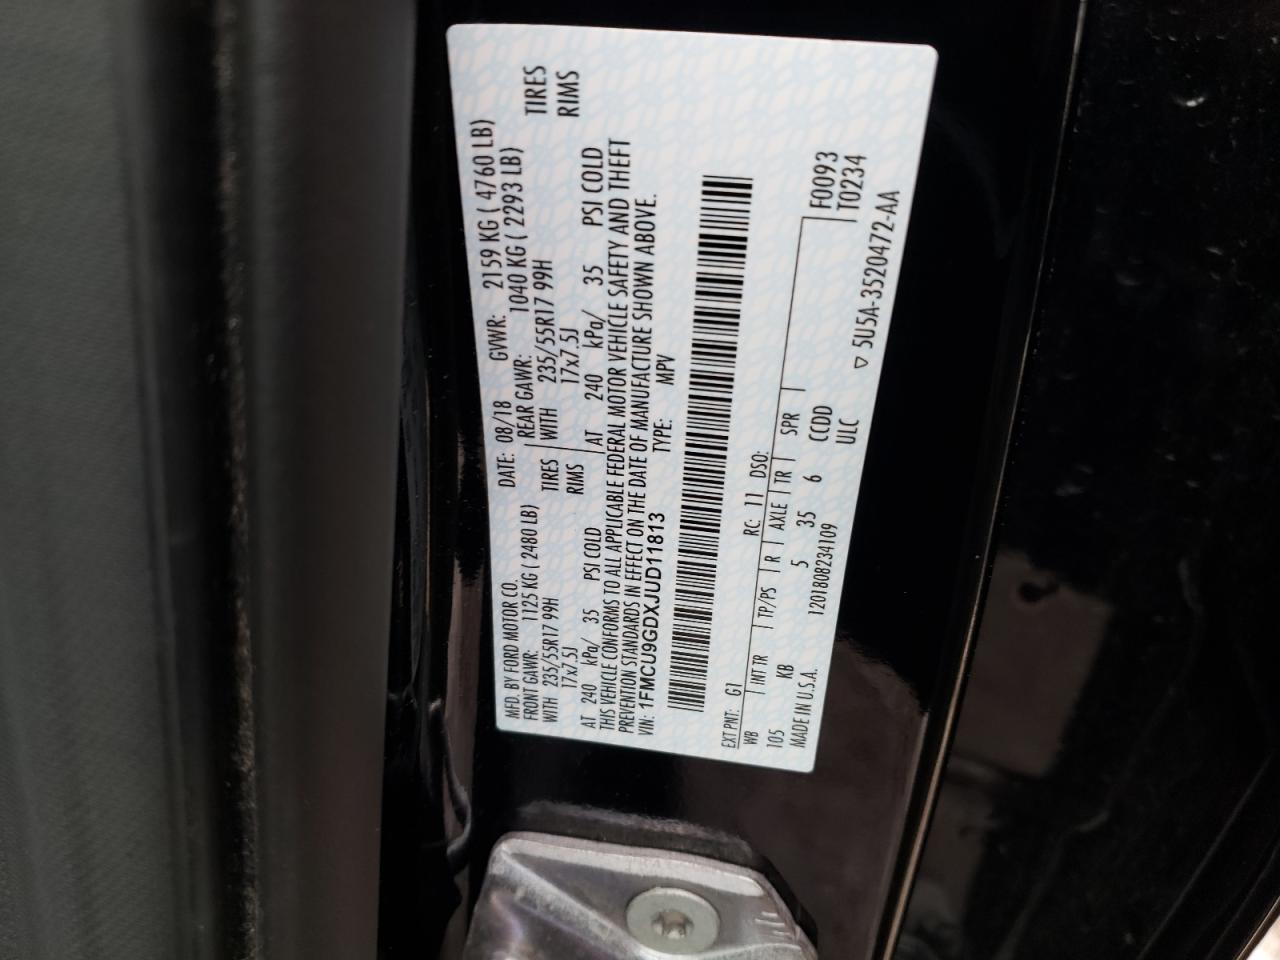 MFD. BY FORD MOTOR CO. DATE: 08/18 GVWR: 2159 KG ( 4760 LB)
FRONT GAWR: 1125 KG ( 2480 LB) REAR GAWR: 1040 KG ( 2293 LB)
WITH 235/55R17 99H TIRES WITH 235/55R17 99H TIRES
17x7.5J RIMS 17x7.5J RIMS
AT 240 kPa/ 35 PSI COLD AT 240 kPa/ 35 PSI COLD
THIS VEHICLE CONFORMS TO ALL APPLICABLE FEDERAL MOTOR VEHICLE SAFETY AND THEFT
PREVENTION STANDARDS IN EFFECT ON THE DATE OF MANUFACTURE SHOWN ABOVE.
VIN: 1FMCU9GDXJUD11813 TYPE: MPV
EXT PNT: G1 RC: 11 DSO:
WB INT TR TP/PS R AXLE TR SPR F0093
105 KB 5 35 6 CCDD T0234
MADE IN U.S.A. 1201808234109 ULC ▽ 5U5A-3520472-AA